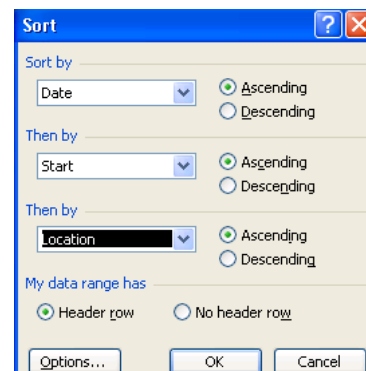 Sort
Sort by
Date
Ascending
Descending
Then by
Start
Ascending
Descending
Then by
Location
Ascending
Descending
My data range has
Header row
No header row
Options...
OK
Cancel